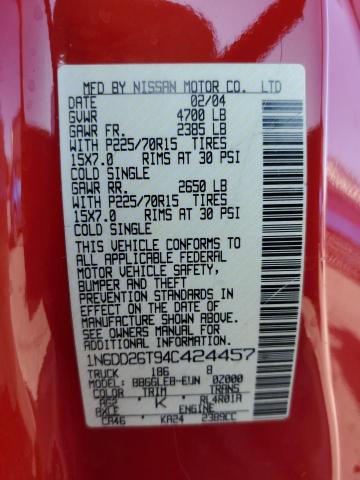 MFD BY NISSAN MOTOR CO. LTD
DATE 02/04
GVWR 4700 LB
GAWR FR. 2385 LB
WITH P225/70R15 TIRES
15X7.0 RIMS AT 30 PSI
COLD SINGLE
GAWR RR. 2650 LB
WITH P225/70R15 TIRES
15X7.0 RIMS AT 30 PSI
COLD SINGLE
THIS VEHICLE CONFORMS TO
ALL APPLICABLE FEDERAL
MOTOR VEHICLE SAFETY,
BUMPER AND THEFT
PREVENTION STANDARDS IN
EFFECT ON THE DATE OF
MANUFACTURE SHOWN ABOVE.
SEE OWNERS MANUAL FOR
ADDITIONAL INFORMATION.
1N6DD26T94C424457
TRUCK 186 8
MODEL: BBGGLEB-EUN 0Z000
COLOR TRIM TRANS
AG2 K RL4R01A
AXLE ENGINE
CA46 KA24 2389CC